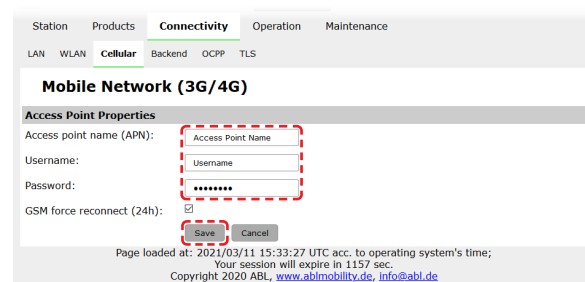 Station Products Connectivity Operation Maintenance
LAN WLAN Cellular Backend OCPP TLS
Mobile Network (3G/4G)
Access Point Properties
Access point name (APN): Access Point Name
Username: Username
Password: ••••••••
GSM force reconnect (24h):
Save Cancel
Page loaded at: 2021/03/11 15:33:27 UTC acc. to operating system's time;
Your session will expire in 1157 sec.
Copyright 2020 ABL, www.ablmobility.de, info@abl.de